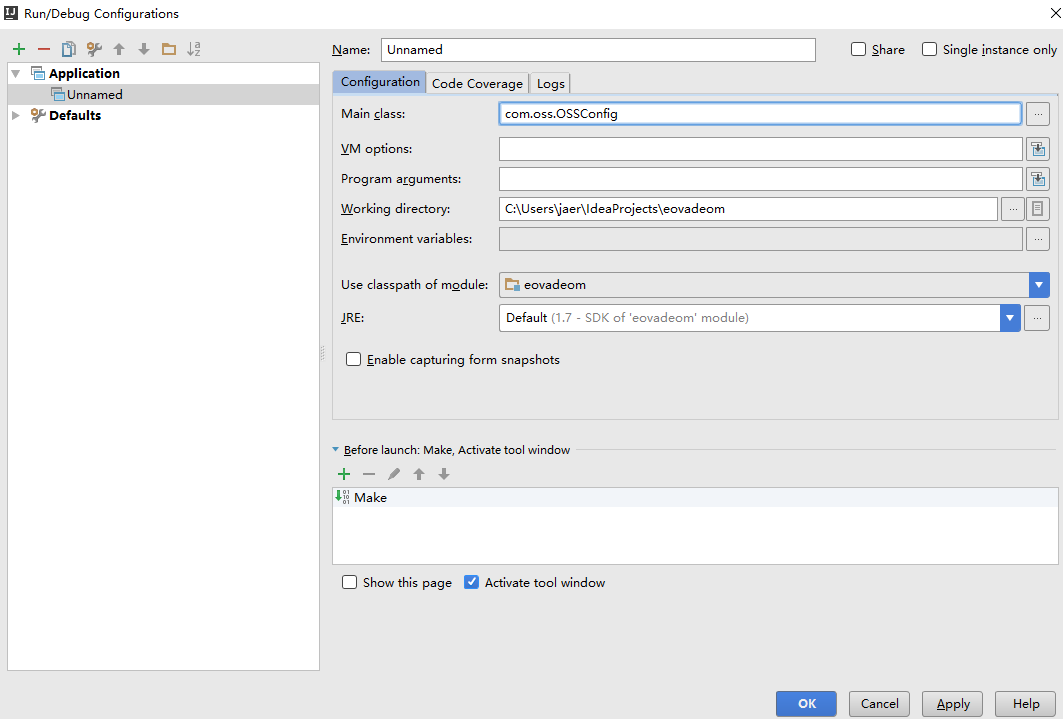 Run/Debug Configurations
Application
Unnamed
Defaults
Name: Unnamed Share Single instance only
Configuration Code Coverage Logs
Main class: com.oss.OSSConfig ...
VM options:
Program arguments:
Working directory: C:\Users\jaer\IdeaProjects\eovadeom ...
Environment variables: ...
Use classpath of module: eovadeom
JRE: Default (1.7 - SDK of 'eovadeom' module) ...
Enable capturing form snapshots
Before launch: Make, Activate tool window
Make
Show this page Activate tool window
OK Cancel Apply Help